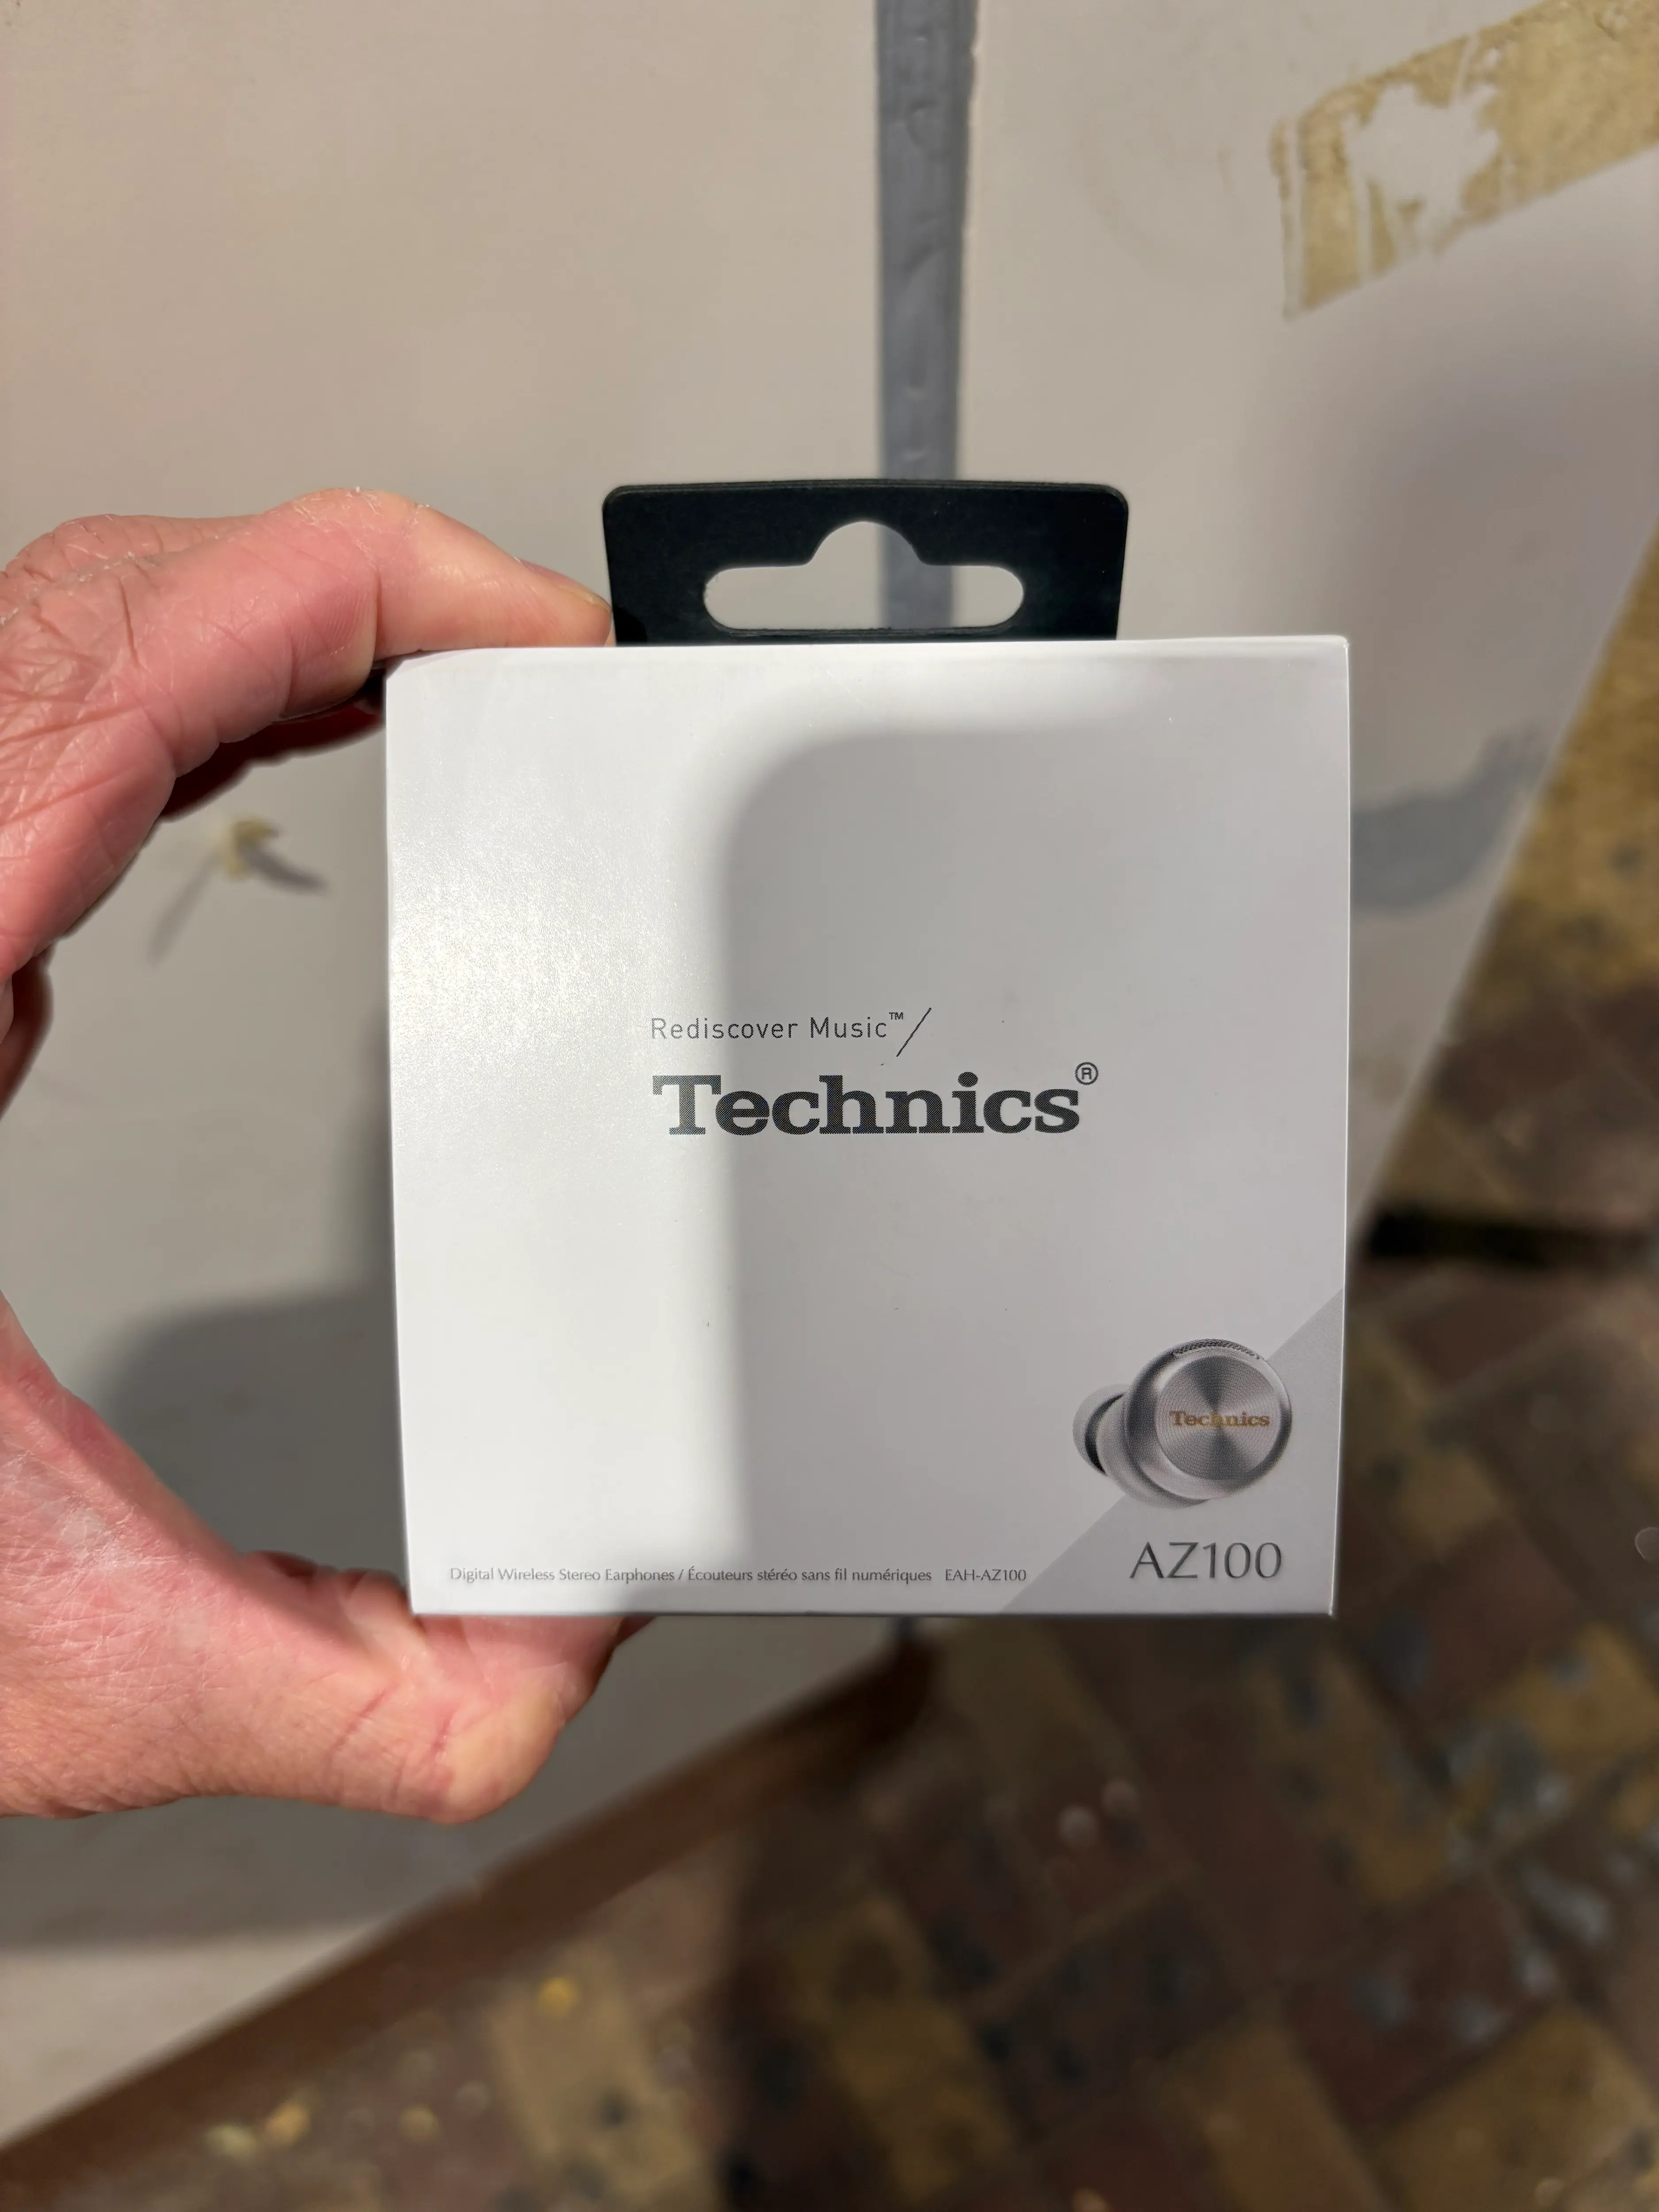 Rediscover Music™/
Technics®
Technics
AZ100
Digital Wireless Stereo Earphones / Écouteurs stéréo sans fil numériques EAH-AZ100